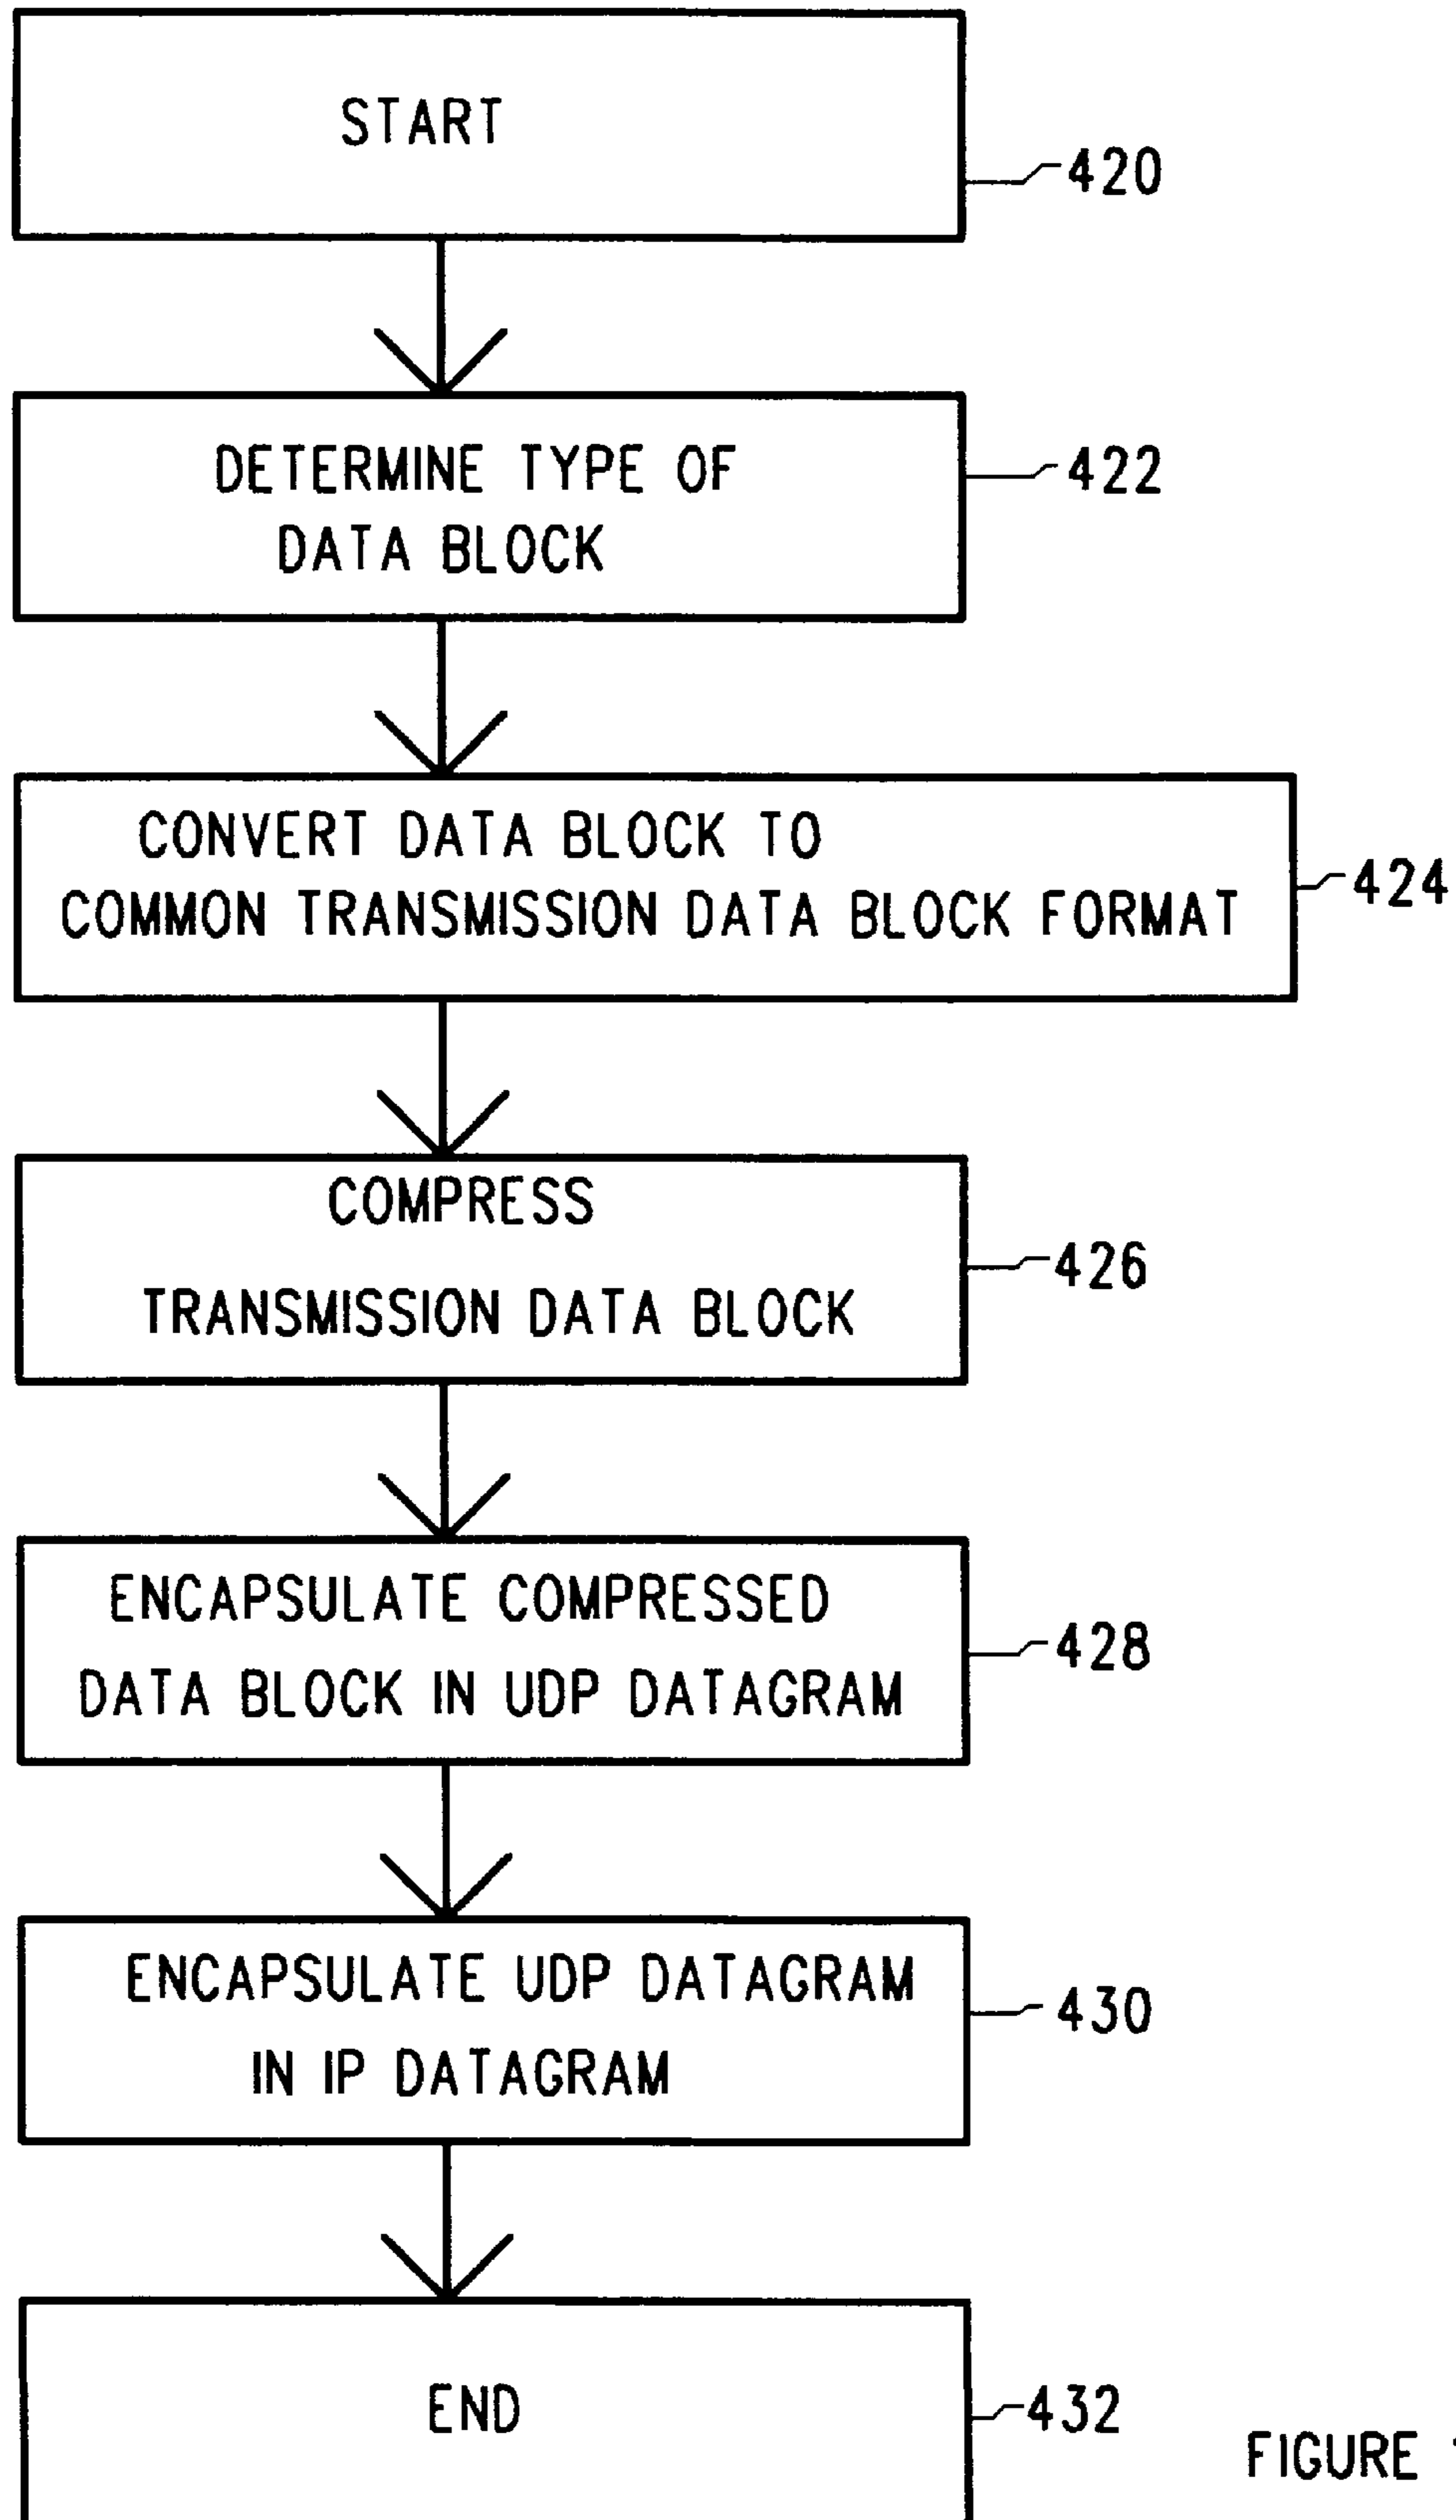 START
420
DETERMINE TYPE OF
DATA BLOCK
422
CONVERT DATA BLOCK TO
COMMON TRANSMISSION DATA BLOCK FORMAT
424
COMPRESS
TRANSMISSION DATA BLOCK
426
ENCAPSULATE COMPRESSED
DATA BLOCK IN UDP DATAGRAM
428
ENCAPSULATE UDP DATAGRAM
IN IP DATAGRAM
430
END
432
FIGURE